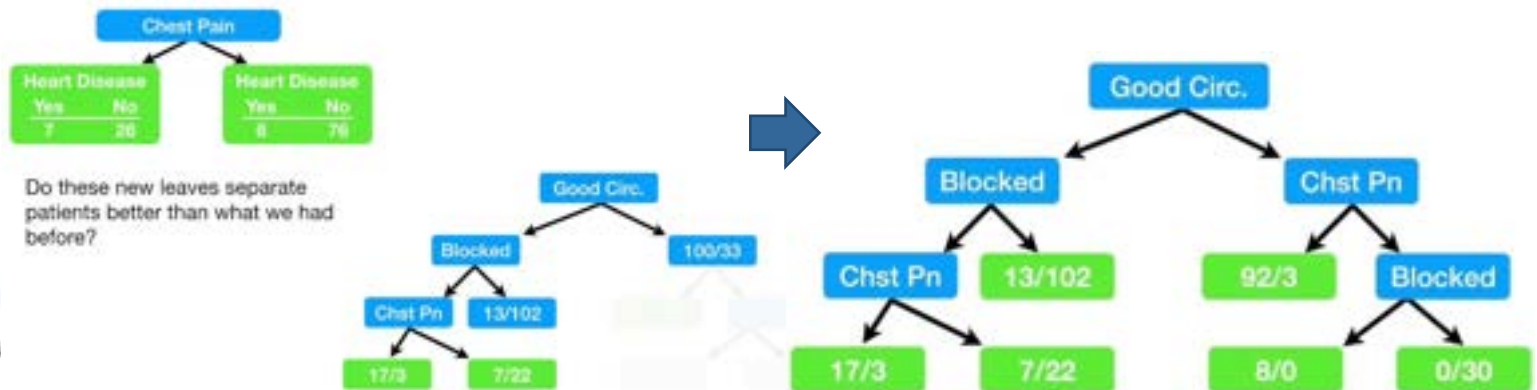 Chest Pain
Heart Disease
Yes No
7 26
Heart Disease
Yes No
8 76
Do these new leaves separate
patients better than what we had
before?
Good Circ.
Blocked
100/33
Chst Pn
13/102
17/3
7/22
Good Circ.
Blocked
Chst Pn
Chst Pn
13/102
92/3
Blocked
17/3
7/22
8/0
0/30